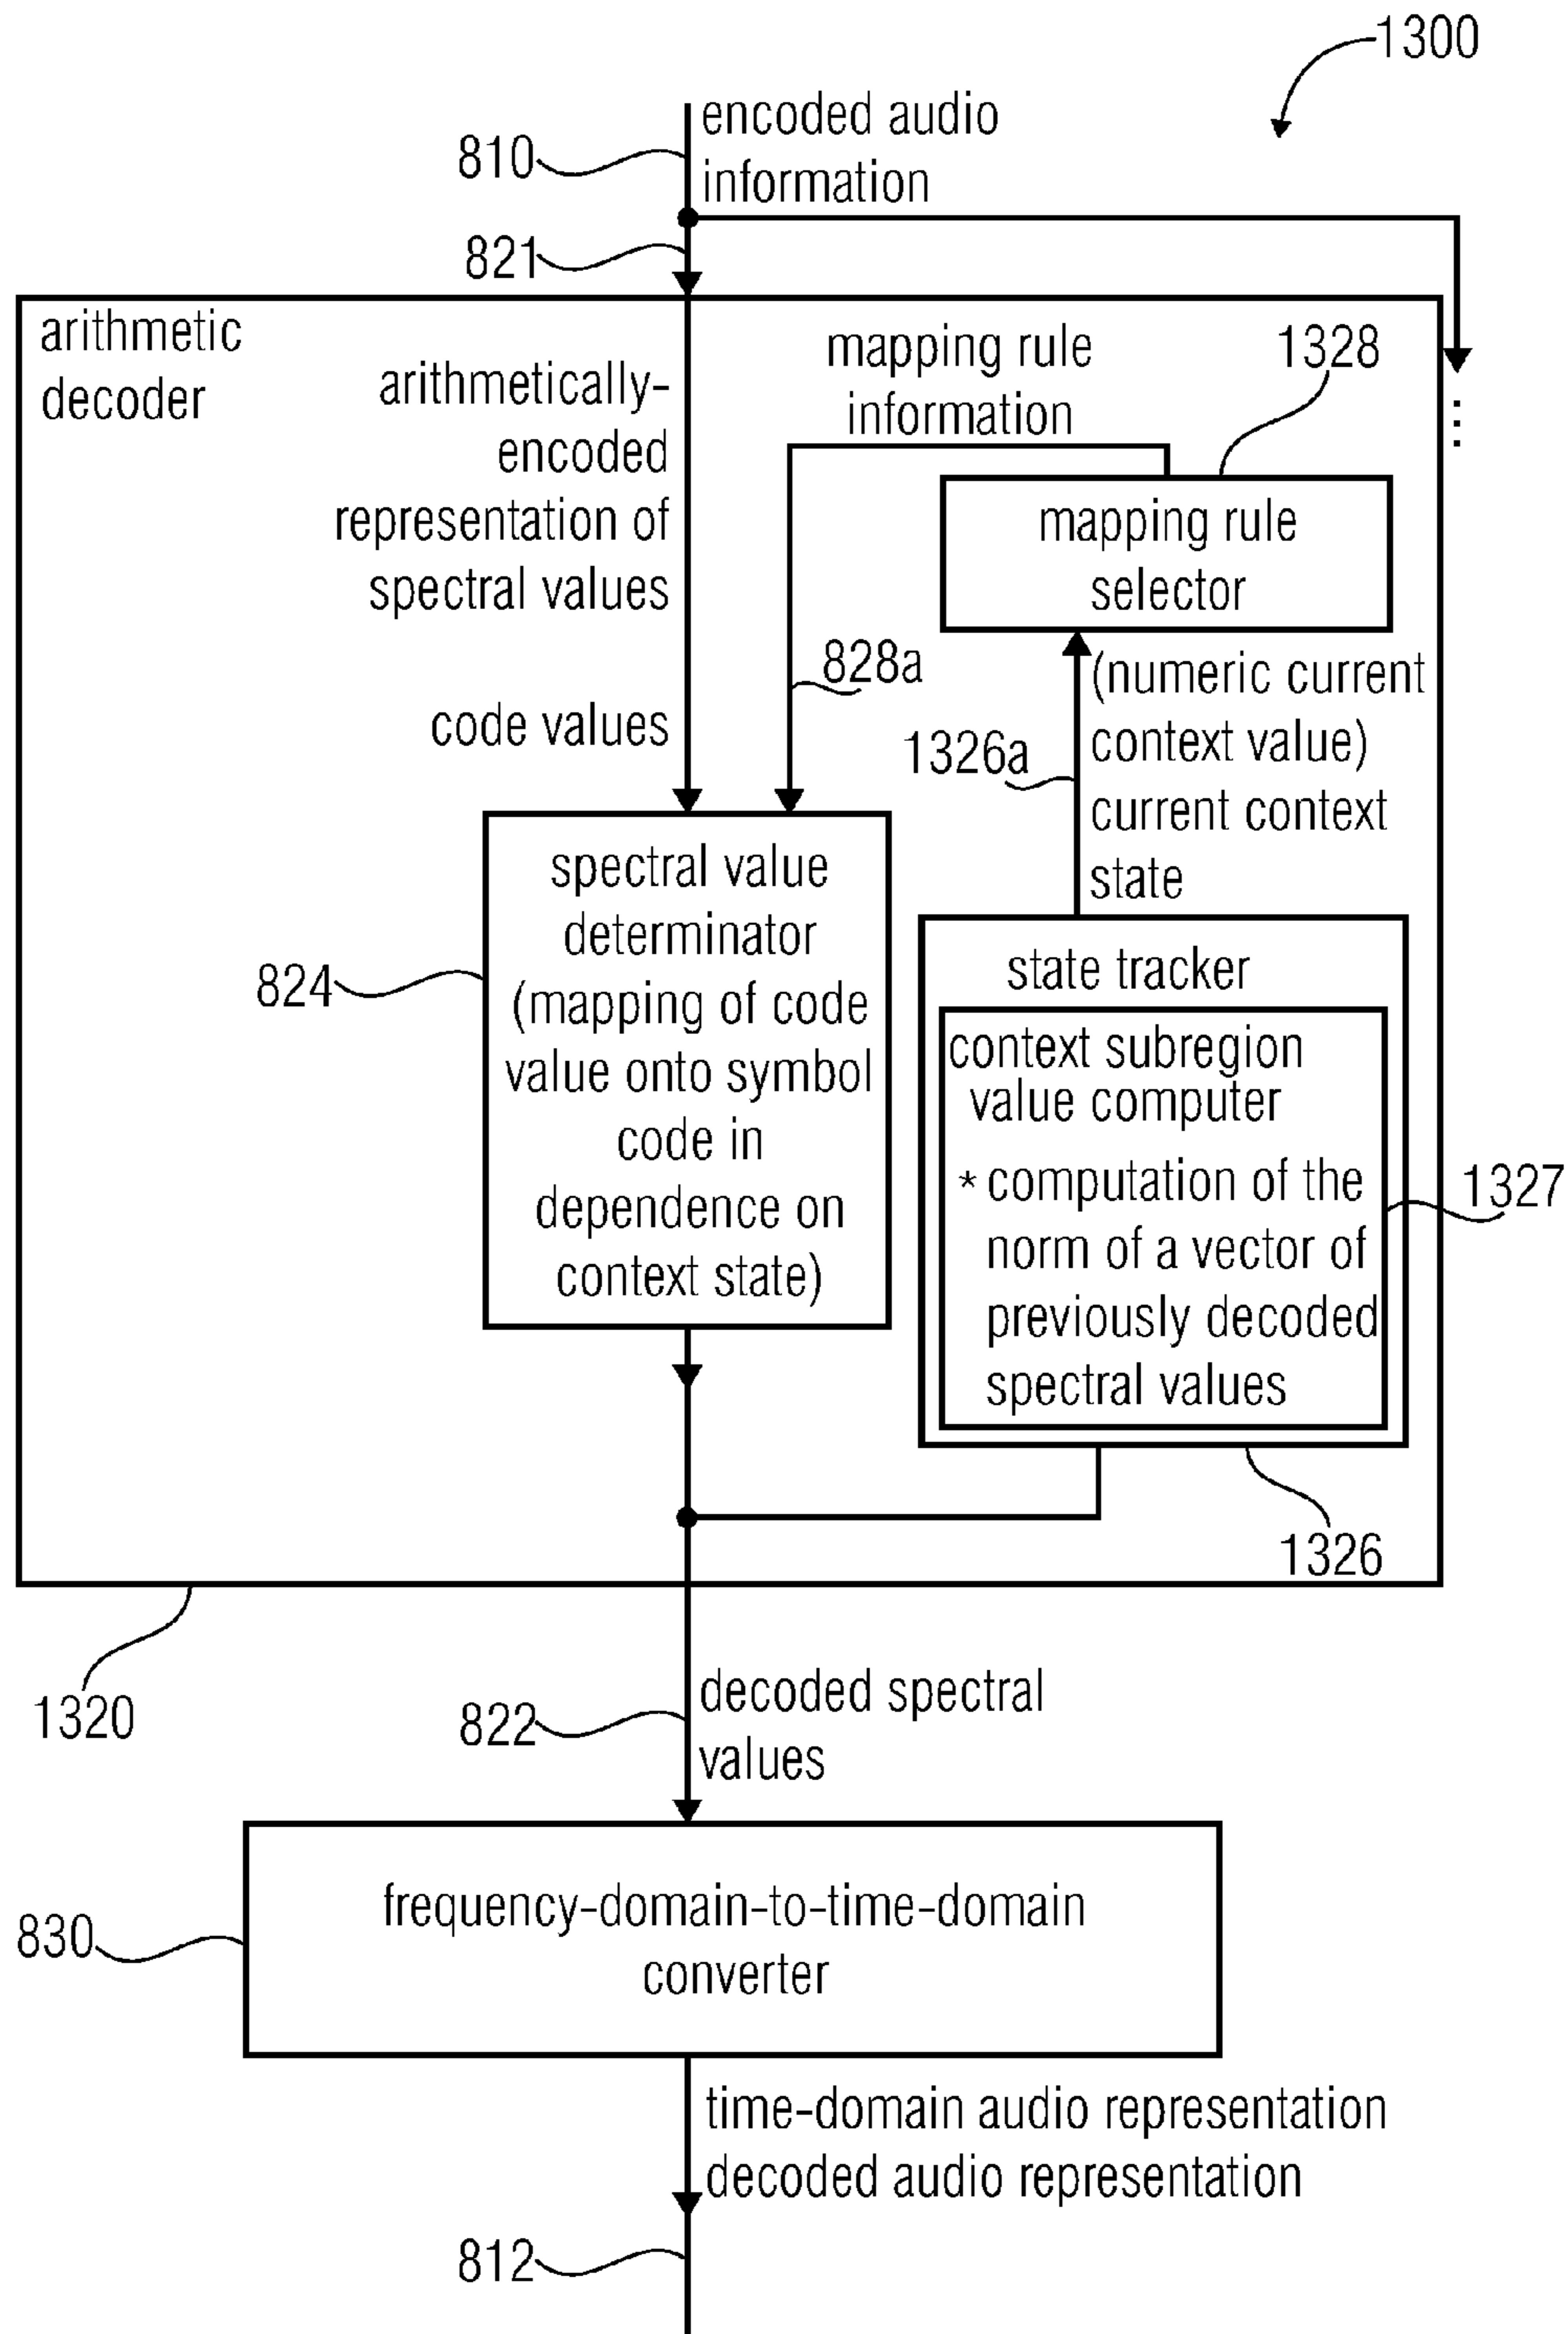 1300
encoded audio
information
810
821
arithmetic
decoder
arithmetically-
encoded
representation of
spectral values
code values
mapping rule
information
1328
⋮
mapping rule
selector
828a
1326a
(numeric current
context value)
current context
state
824
spectral value
determinator
(mapping of code
value onto symbol
code in
dependence on
context state)
state tracker
context subregion
value computer
* computation of the
norm of a vector of
previously decoded
spectral values
1327
1326
1320
822
decoded spectral
values
830
frequency-domain-to-time-domain
converter
time-domain audio representation
decoded audio representation
812